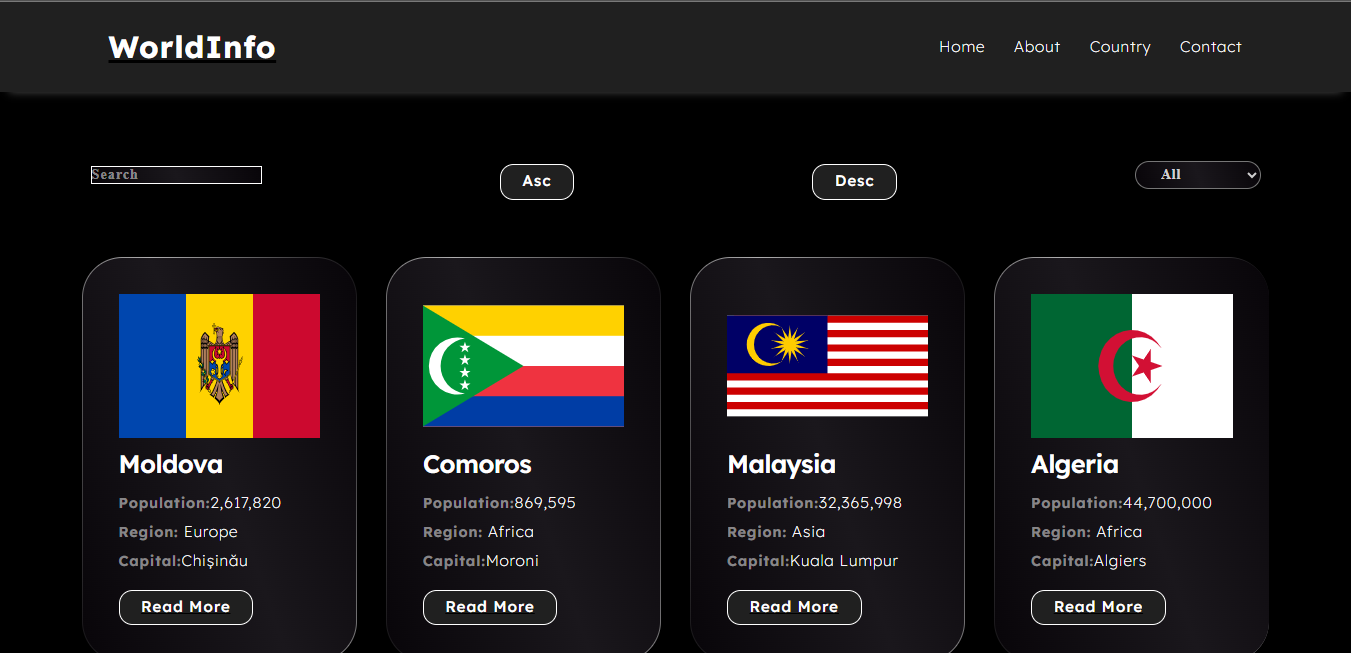 WorldInfo
Home About Country Contact
Search Asc Desc All
Moldova
Population:2,617,820
Region: Europe
Capital:Chișinău
Read More
Comoros
Population:869,595
Region: Africa
Capital:Moroni
Read More
Malaysia
Population:32,365,998
Region: Asia
Capital:Kuala Lumpur
Read More
Algeria
Population:44,700,000
Region: Africa
Capital:Algiers
Read More